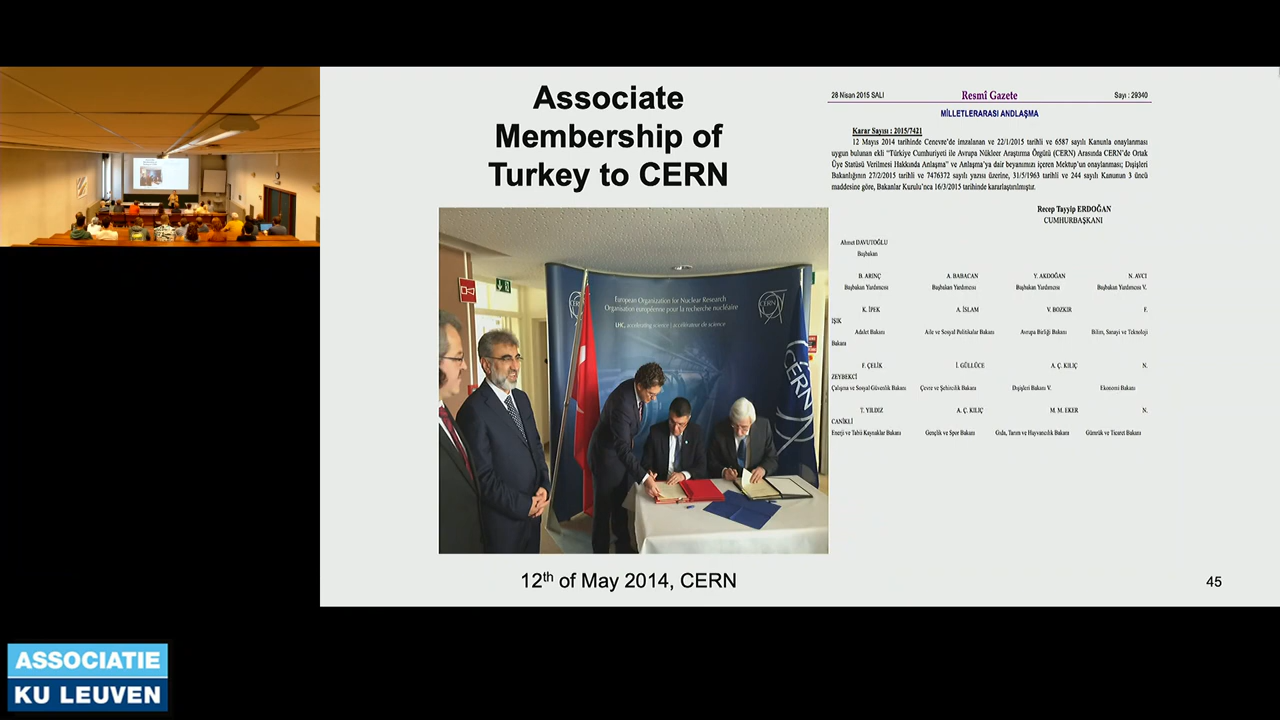 Associate
Membership of
Turkey to CERN
European Organization for Nuclear Research
Organisation européenne pour la recherche nucléaire
LHC, accelerating science | accélérateur de science
CERN
CERN
CERN
12th of May 2014, CERN
28 Nisan 2015 SALI Resmî Gazete Sayı : 29340
MİLLETLERARASI ANDLAŞMA
Karar Sayısı : 2015/7421
12 Mayıs 2014 tarihinde Cenevre'de imzalanan ve 22/1/2015 tarihli ve 6587 sayılı Kanunla onaylanması
uygun bulunan ekli "Türkiye Cumhuriyeti ile Avrupa Nükleer Araştırma Örgütü (CERN) Arasında CERN'de Ortak
Üye Statüsü Verilmesi Hakkında Anlaşma" ve Anlaşma'ya dair beyanımızı içeren Mektup'un onaylanması; Dışişleri
Bakanlığının 27/2/2015 tarihli ve 7476372 sayılı yazısı üzerine, 31/5/1963 tarihli ve 244 sayılı Kanunun 3 üncü
maddesine göre, Bakanlar Kurulu'nca 16/3/2015 tarihinde kararlaştırılmıştır.
Recep Tayyip ERDOĞAN
CUMHURBAŞKANI
Ahmet DAVUTOĞLU
Başbakan
B. ARINÇ A. BABACAN Y. AKDOĞAN N. AVCI
Başbakan Yardımcısı Başbakan Yardımcısı Başbakan Yardımcısı Başbakan Yardımcısı V.
K. İPEK A. İSLAM V. BOZKIR F.
IŞIK
Adalet Bakanı Aile ve Sosyal Politikalar Bakanı Avrupa Birliği Bakanı Bilim, Sanayi ve Teknoloji
Bakanı
F. ÇELİK İ. GÜLLÜCE A. Ç. KILIÇ N.
ZEYBEKCİ
Çalışma ve Sosyal Güvenlik Bakanı Çevre ve Şehircilik Bakanı Dışişleri Bakanı V. Ekonomi Bakanı
T. YILDIZ A. Ç. KILIÇ M. M. EKER N.
CANİKLİ
Enerji ve Tabii Kaynaklar Bakanı Gençlik ve Spor Bakanı Gıda, Tarım ve Hayvancılık Bakanı Gümrük ve Ticaret Bakanı
45
ASSOCIATIE
KU LEUVEN